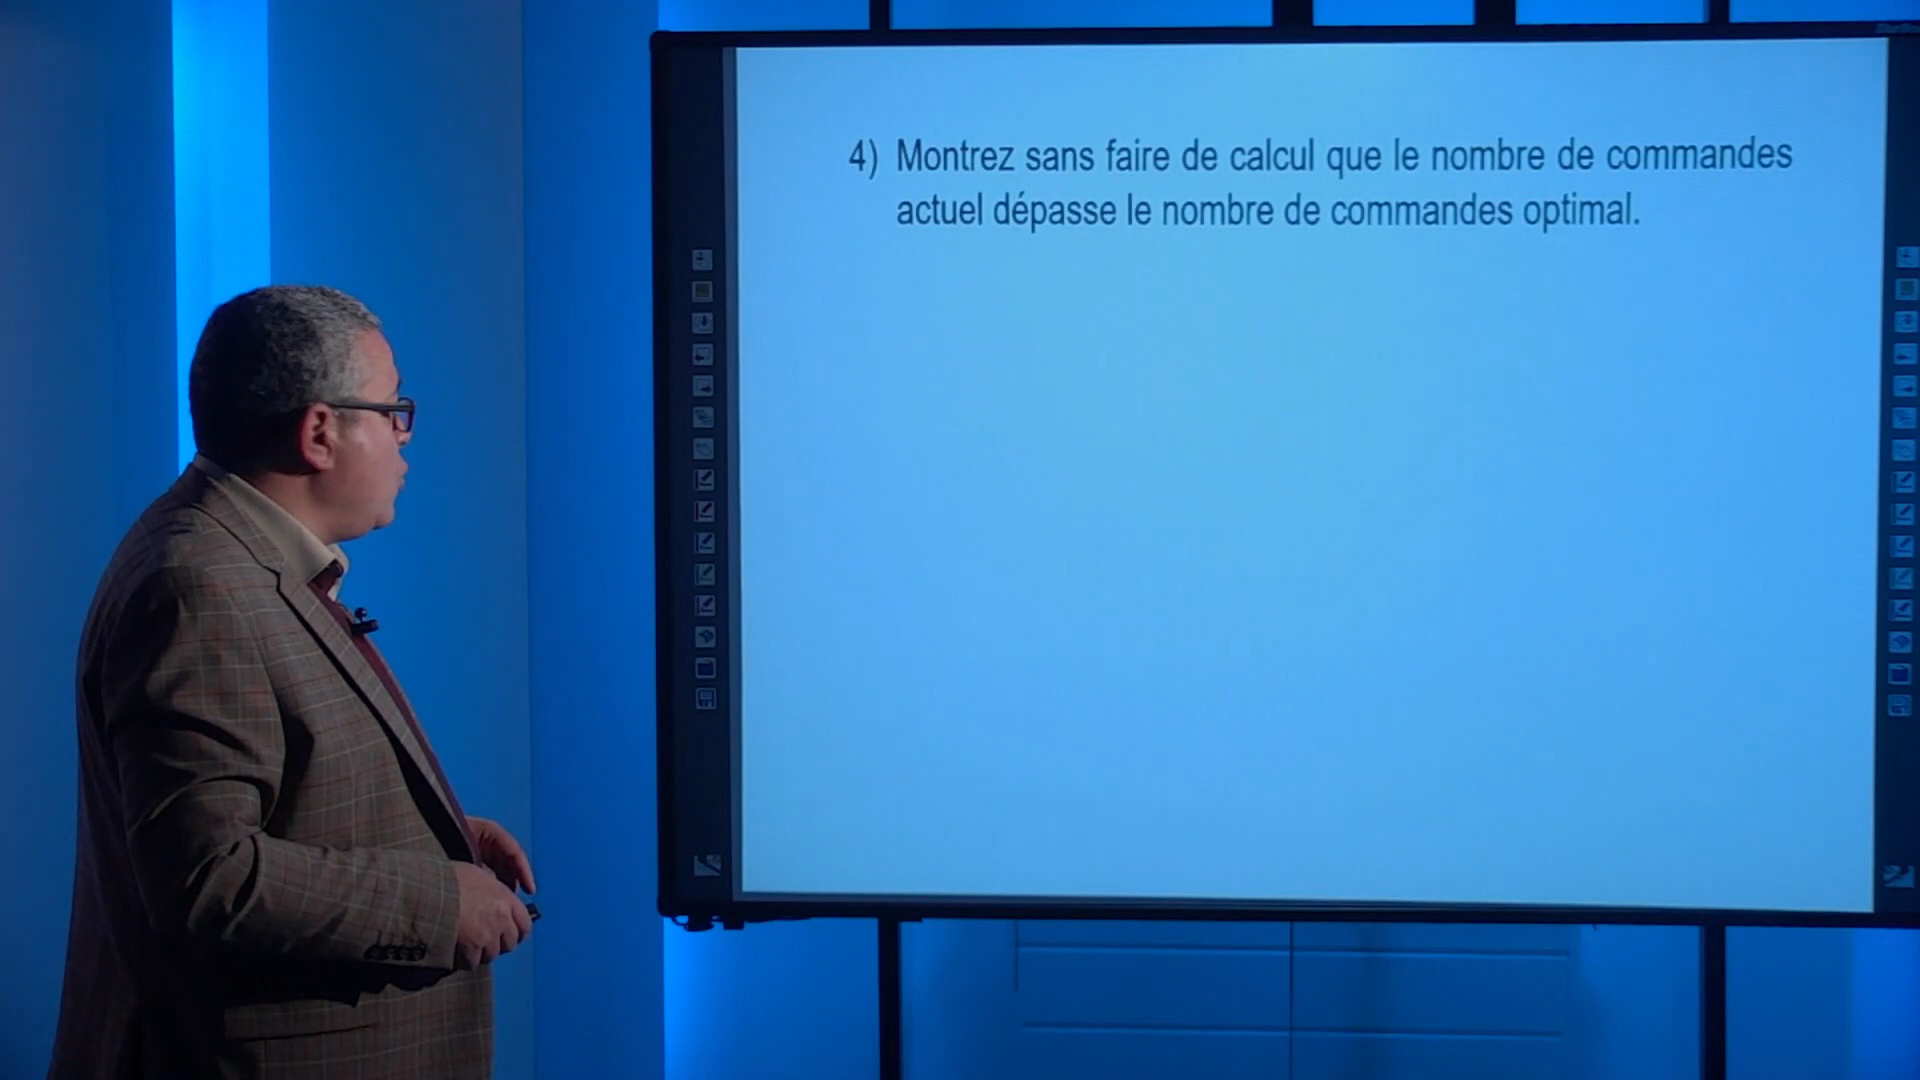 4) Montrez sans faire de calcul que le nombre de commandes
actuel dépasse le nombre de commandes optimal.